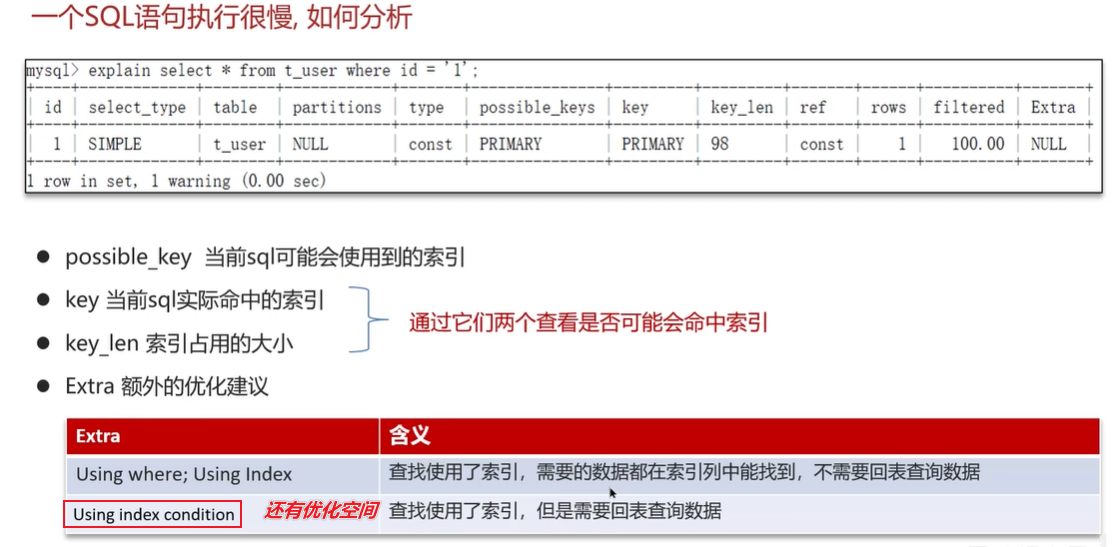 一个SQL语句执行很慢, 如何分析
mysql> explain select * from t_user where id = '1';
+----+-------------+--------+------------+-------+---------------+---------+---------+-------+------+----------+-------+
| id | select_type | table | partitions | type | possible_keys | key | key_len | ref | rows | filtered | Extra |
+----+-------------+--------+------------+-------+---------------+---------+---------+-------+------+----------+-------+
| 1 | SIMPLE | t_user | NULL | const | PRIMARY | PRIMARY | 98 | const | 1 | 100.00 | NULL |
+----+-------------+--------+------------+-------+---------------+---------+---------+-------+------+----------+-------+
1 row in set, 1 warning (0.00 sec)
● possible_key 当前sql可能会使用到的索引
● key 当前sql实际命中的索引
通过它们两个查看是否可能会命中索引
● key_len 索引占用的大小
● Extra 额外的优化建议
Extra 含义
Using where; Using Index 查找使用了索引，需要的数据都在索引列中能找到，不需要回表查询数据
Using index condition 还有优化空间 查找使用了索引，但是需要回表查询数据